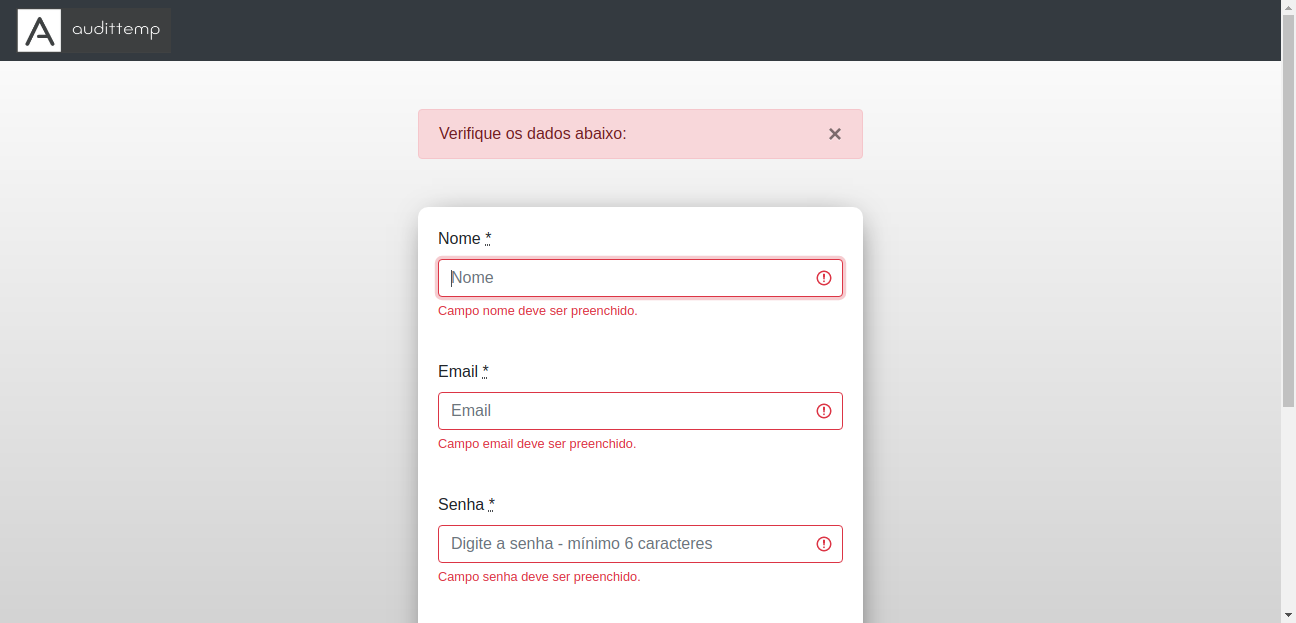 A audittemp
Verifique os dados abaixo: ×
Nome *
Nome
Campo nome deve ser preenchido.
Email *
Email
Campo email deve ser preenchido.
Senha *
Digite a senha - mínimo 6 caracteres
Campo senha deve ser preenchido.